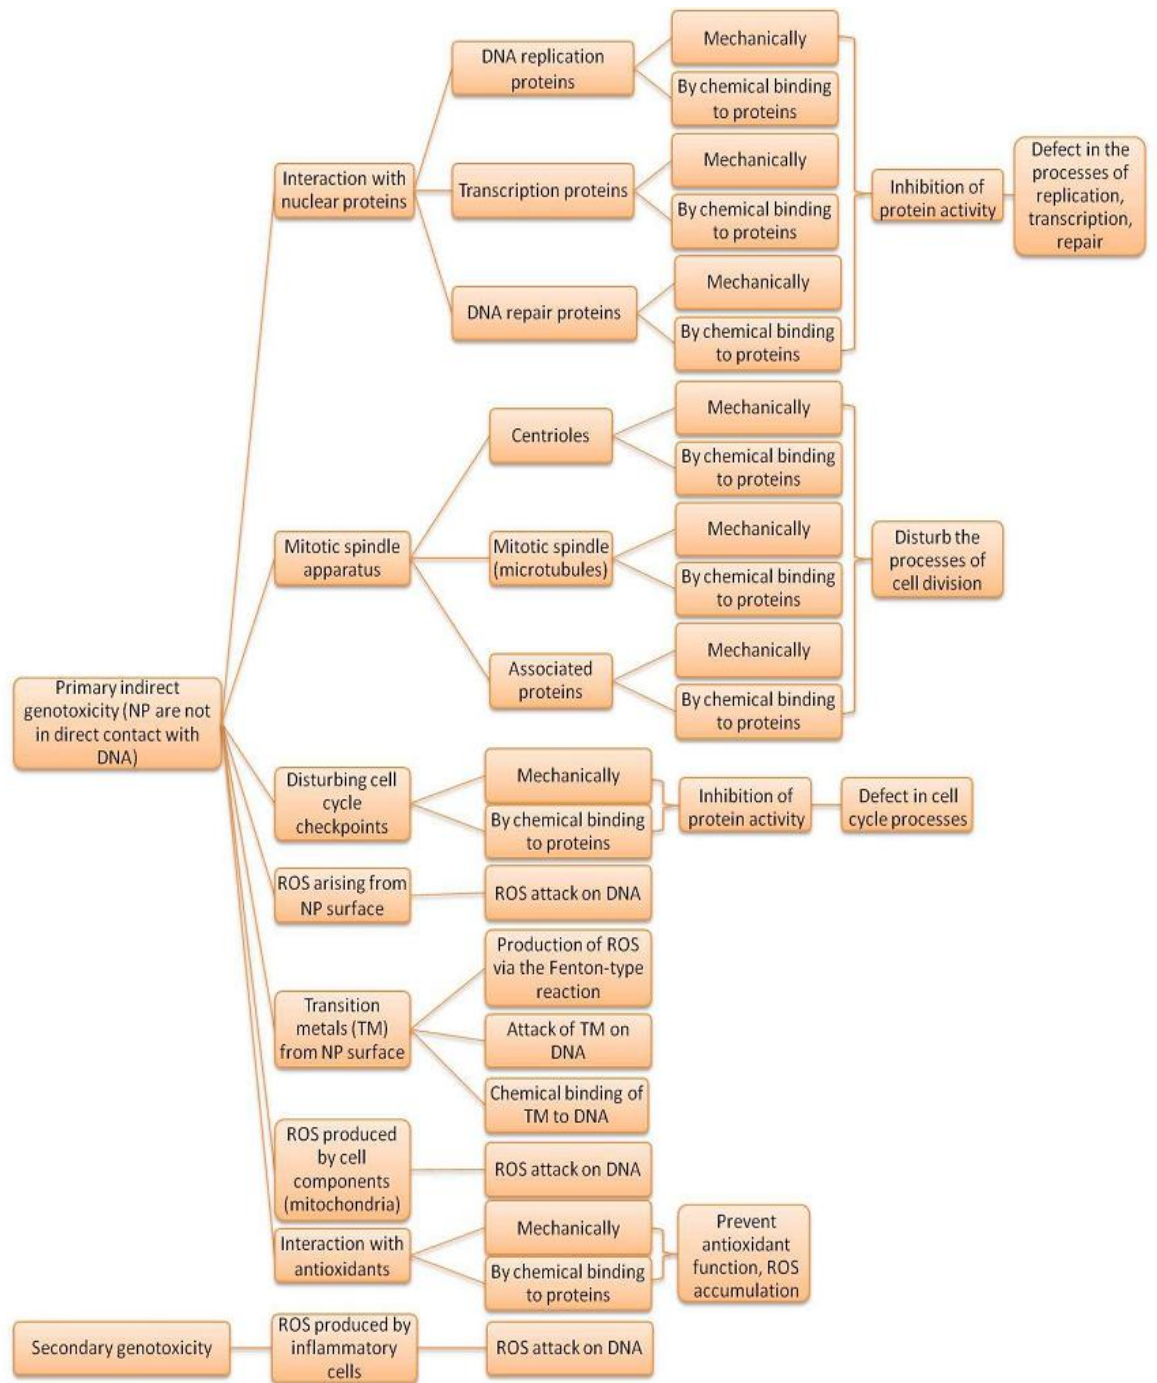 Primary indirect
genotoxicity (NP are not
in direct contact with
DNA)
Interaction with
nuclear proteins
DNA replication
proteins
Mechanically
By chemical binding
to proteins
Transcription proteins
Mechanically
By chemical binding
to proteins
DNA repair proteins
Mechanically
By chemical binding
to proteins
Inhibition of
protein activity
Defect in the
processes of
replication,
transcription,
repair
Mitotic spindle
apparatus
Centrioles
Mechanically
By chemical binding
to proteins
Mitotic spindle
(microtubules)
Mechanically
By chemical binding
to proteins
Associated
proteins
Mechanically
By chemical binding
to proteins
Disturb the
processes of
cell division
Disturbing cell
cycle
checkpoints
Mechanically
By chemical binding
to proteins
Inhibition of
protein activity
Defect in cell
cycle processes
ROS arising from
NP surface
ROS attack on DNA
Transition
metals (TM)
from NP surface
Production of ROS
via the Fenton-type
reaction
Attack of TM on
DNA
Chemical binding of
TM to DNA
ROS produced
by cell
components
(mitochondria)
ROS attack on DNA
Interaction with
antioxidants
Mechanically
By chemical binding
to proteins
Prevent
antioxidant
function, ROS
accumulation
Secondary genotoxicity
ROS produced by
inflammatory
cells
ROS attack on DNA